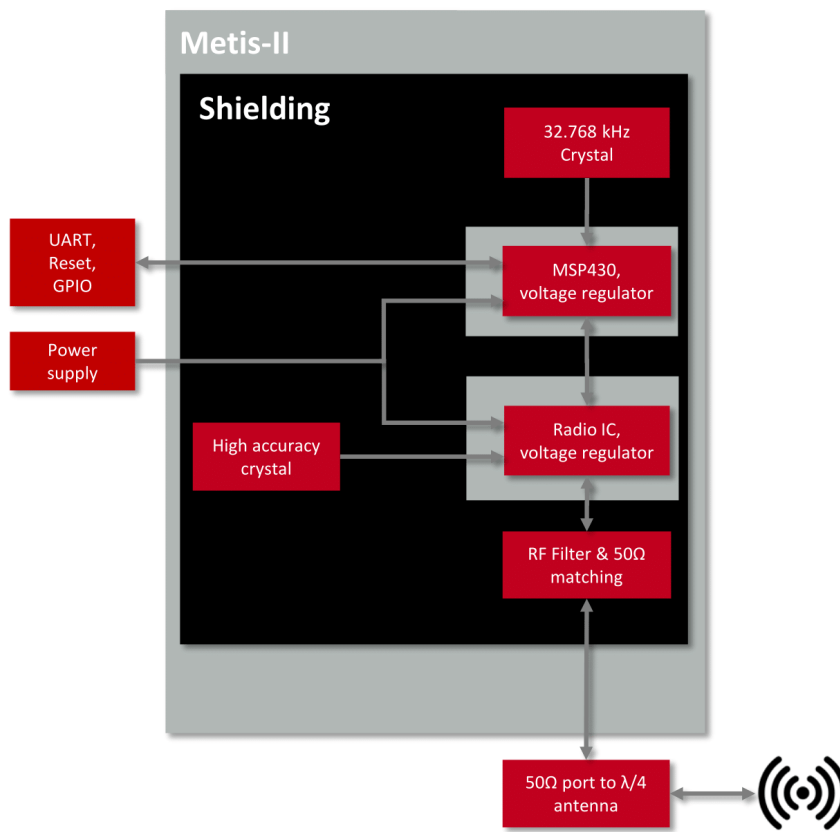 Metis-II
Shielding
32.768 kHz
Crystal
UART,
Reset,
GPIO
MSP430,
voltage regulator
Power
supply
High accuracy
crystal
Radio IC,
voltage regulator
RF Filter & 50Ω
matching
50Ω port to λ/4
antenna